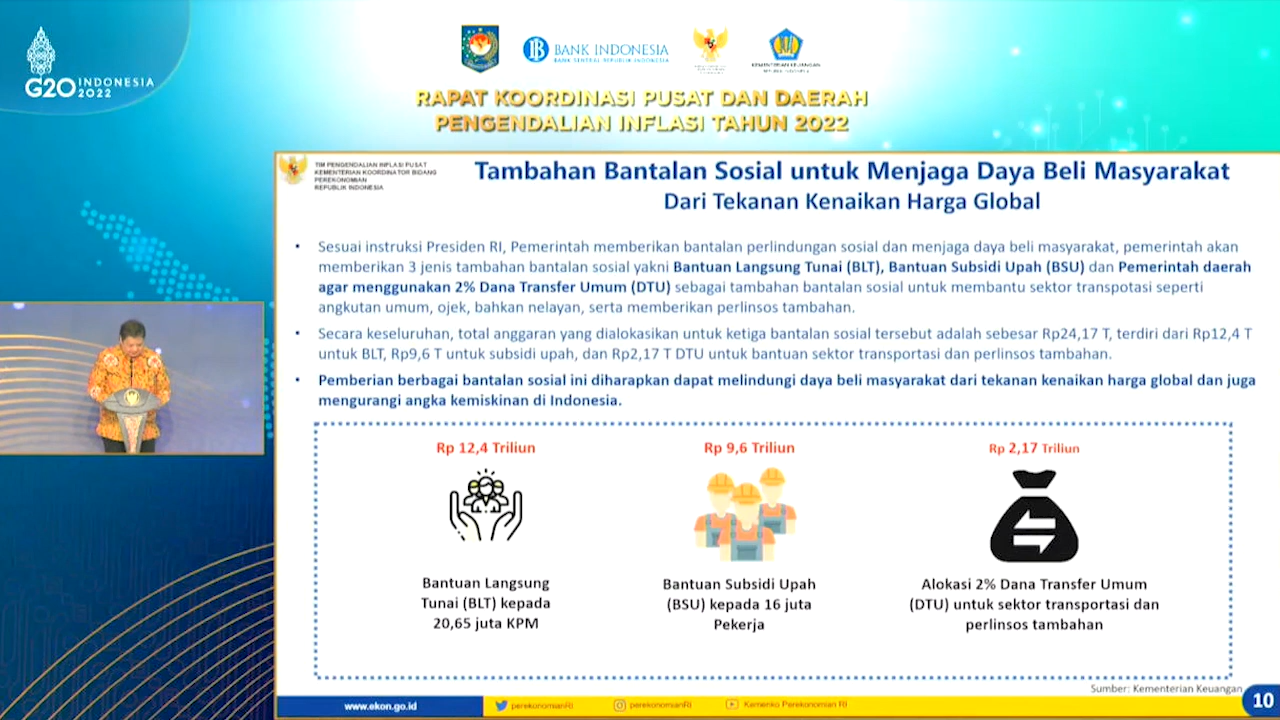 G20 INDONESIA
2022
BANK INDONESIA
BANK SENTRAL REPUBLIK INDONESIA
KEMENTERIAN KEUANGAN
REPUBLIK INDONESIA
RAPAT KOORDINASI PUSAT DAN DAERAH
PENGENDALIAN INFLASI TAHUN 2022
TIM PENGENDALIAN INFLASI PUSAT
KEMENTERIAN KOORDINATOR BIDANG
PEREKONOMIAN
REPUBLIK INDONESIA
Tambahan Bantalan Sosial untuk Menjaga Daya Beli Masyarakat
Dari Tekanan Kenaikan Harga Global
• Sesuai instruksi Presiden RI, Pemerintah memberikan bantalan perlindungan sosial dan menjaga daya beli masyarakat, pemerintah akan
memberikan 3 jenis tambahan bantalan sosial yakni Bantuan Langsung Tunai (BLT), Bantuan Subsidi Upah (BSU) dan Pemerintah daerah
agar menggunakan 2% Dana Transfer Umum (DTU) sebagai tambahan bantalan sosial untuk membantu sektor transpotasi seperti
angkutan umum, ojek, bahkan nelayan, serta memberikan perlinsos tambahan.
• Secara keseluruhan, total anggaran yang dialokasikan untuk ketiga bantalan sosial tersebut adalah sebesar Rp24,17 T, terdiri dari Rp12,4 T
untuk BLT, Rp9,6 T untuk subsidi upah, dan Rp2,17 T DTU untuk bantuan sektor transportasi dan perlinsos tambahan.
• Pemberian berbagai bantalan sosial ini diharapkan dapat melindungi daya beli masyarakat dari tekanan kenaikan harga global dan juga
mengurangi angka kemiskinan di Indonesia.
Rp 12,4 Triliun
Bantuan Langsung
Tunai (BLT) kepada
20,65 juta KPM
Rp 9,6 Triliun
Bantuan Subsidi Upah
(BSU) kepada 16 juta
Pekerja
Rp 2,17 Triliun
Alokasi 2% Dana Transfer Umum
(DTU) untuk sektor transportasi dan
perlinsos tambahan
Sumber: Kementerian Keuangan
www.ekon.go.id
perekonomianRI
perekonomianRI
Kemenko Perekonomian RI
10